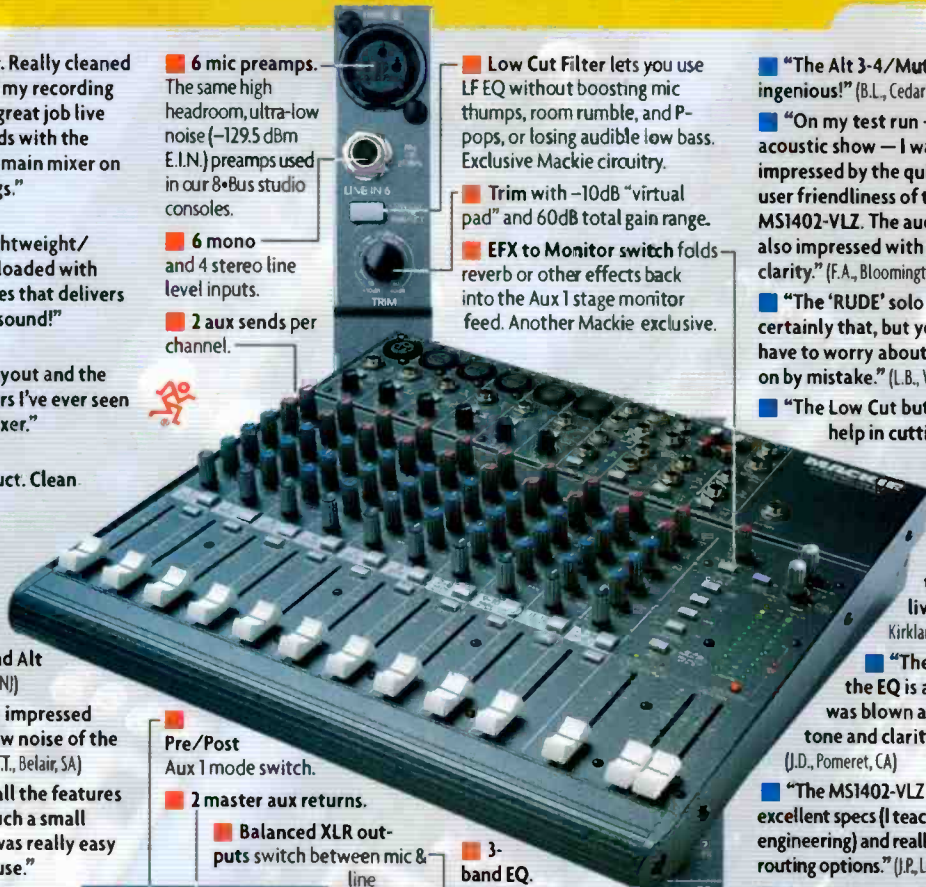 . Really cleaned
my recording
great job live
ds with the
main mixer on
gs."
htweight/
loaded with
es that delivers
sound!"
yout and the
rs I've ever seen
xer."
uct. Clean
nd Alt
NJ)
impressed
w noise of the
T.T., Belair, SA)
all the features
uch a small
was really easy
use."
6 mic preamps.
The same high
headroom, ultra-low
noise (–129.5 dBm
E.I.N.) preamps used
in our 8•Bus studio
consoles.
6 mono
and 4 stereo line
level inputs.
2 aux sends per
channel.
LINE IN 6
TRIM
Low Cut Filter lets you use
LF EQ without boosting mic
thumps, room rumble, and P-
pops, or losing audible low bass.
Exclusive Mackie circuitry.
Trim with –10dB "virtual
pad" and 60dB total gain range.
EFX to Monitor switch folds
reverb or other effects back
into the Aux 1 stage monitor
feed. Another Mackie exclusive.
MACKIE
Pre/Post
Aux 1 mode switch.
2 master aux returns.
Balanced XLR out-
puts switch between mic &
line
3-
band EQ.
"The Alt 3-4/Mut
ingenious!" (B.L., Cedar
"On my test run –
acoustic show — I wa
impressed by the qu
user friendliness of t
MS1402-VLZ. The aud
also impressed with
clarity." (F.A., Bloomingt
"The 'RUDE' solo
certainly that, but yo
have to worry about
on by mistake." (L.B., V
"The Low Cut but
help in cutti
t
liv
Kirkla
"The
the EQ is a
was blown a
tone and clarit
(J.D., Pomeret, CA)
"The MS1402-VLZ
excellent specs (I teac
engineering) and reall
routing options." (J.P., L